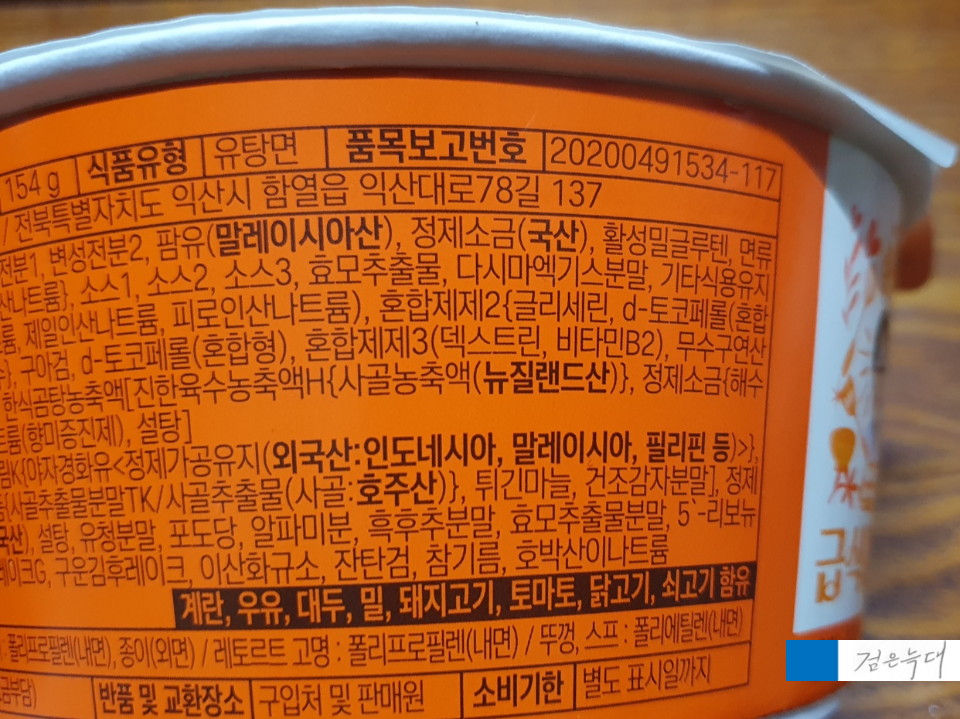 154 g 식품유형 유탕면 품목보고번호 20200491534-117
/ 전북특별자치도 익산시 함열읍 익산대로78길 137
전분1, 변성전분2, 팜유(말레이시아산), 정제소금(국산), 활성밀글루텐, 면류
산나트륨}, 소스1, 소스2, 소스3, 효모추출물, 다시마엑기스분말, 기타식용유지
륨, 제일인산나트륨, 피로인산나트륨), 혼합제제2{글리세린, d-토코페롤(혼합
구아검, d-토코페롤(혼합형), 혼합제제3(덱스트린, 비타민B2), 무수구연산
한식곰탕농축액[진한육수농축액H{사골농축액(뉴질랜드산)}, 정제소금{해수
트륨(향미증진제), 설탕]
림K{야자경화유<정제가공유지(외국산:인도네시아, 말레이시아, 필리핀 등)>},
(사골추출물분말TK/사골추출물(사골:호주산)}, 튀긴마늘, 건조감자분말], 정제
국산), 설탕, 유청분말, 포도당, 알파미분, 흑후추분말, 효모추출물분말, 5`-리보뉴
레이크G, 구운김후레이크, 이산화규소, 잔탄검, 참기름, 호박산이나트륨
계란, 우유, 대두, 밀, 돼지고기, 토마토, 닭고기, 쇠고기 함유
: 폴리프로필렌(내면), 종이(외면) / 레토르트 고명 : 폴리프로필렌(내면) / 뚜껑, 스프 : 폴리에틸렌(내면)
금부담) 반품 및 교환장소 구입처 및 판매원 소비기한 별도 표시일까지
검은늑대